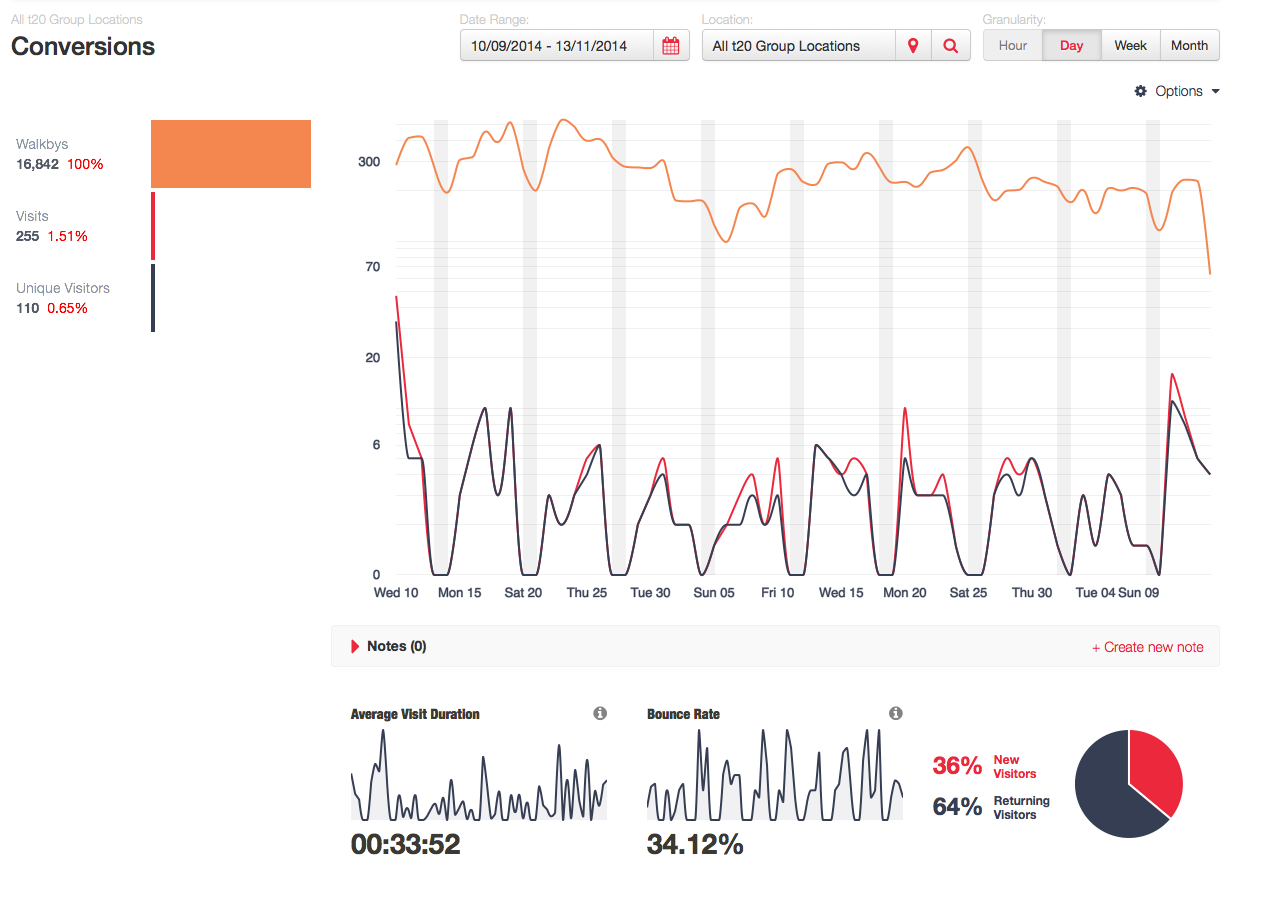 All t20 Group Locations
Conversions
Date Range:
10/09/2014 - 13/11/2014
Location:
All t20 Group Locations
Granularity:
Hour Day Week Month
Options
Walkbys
16,842 100%
Visits
255 1.51%
Unique Visitors
110 0.65%
300
70
20
6
0
Wed 10 Mon 15 Sat 20 Thu 25 Tue 30 Sun 05 Fri 10 Wed 15 Mon 20 Sat 25 Thu 30 Tue 04 Sun 09
Notes (0)
+ Create new note
Average Visit Duration
00:33:52
Bounce Rate
34.12%
36% New
Visitors
64% Returning
Visitors